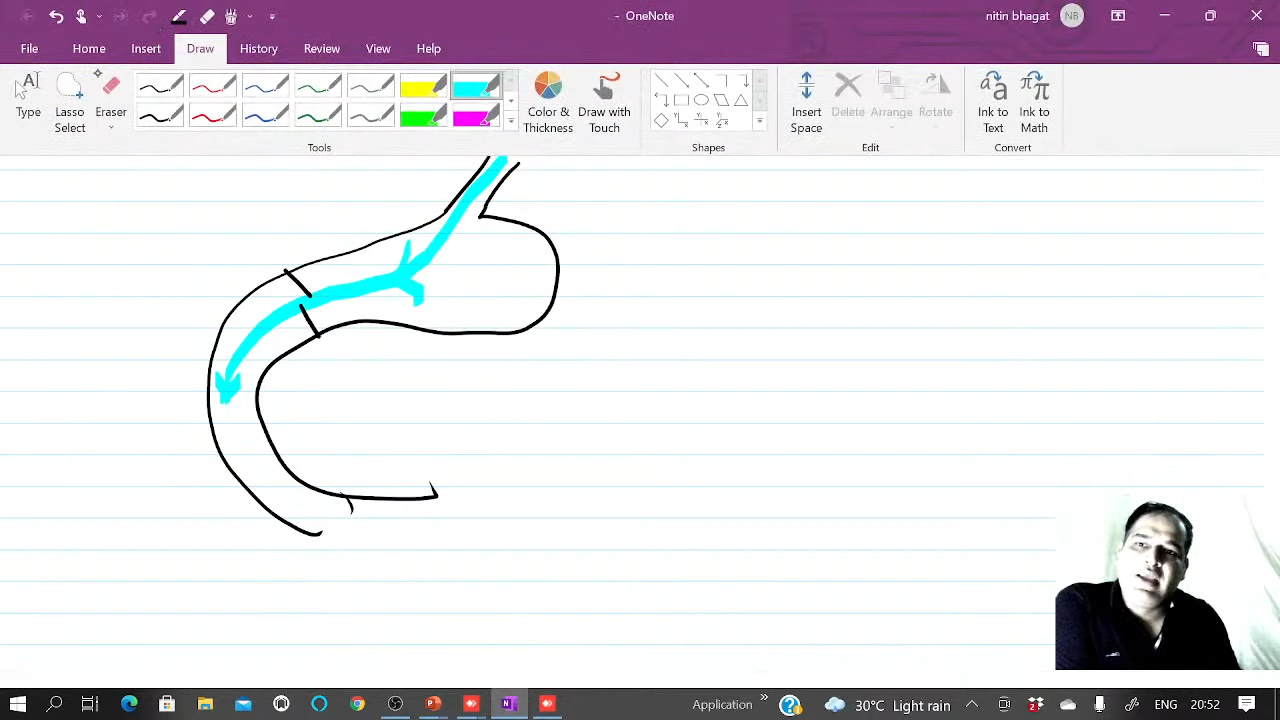 - OneNote
nitin bhagat
NB
File
Home
Insert
Draw
History
Review
View
Help
Type
Lasso Select
Eraser
Color & Thickness
Draw with Touch
Insert Space
Delete
Arrange
Rotate
Ink to Text
Ink to Math
Tools
Shapes
Edit
Convert
Application
30°C Light rain
ENG
20:52